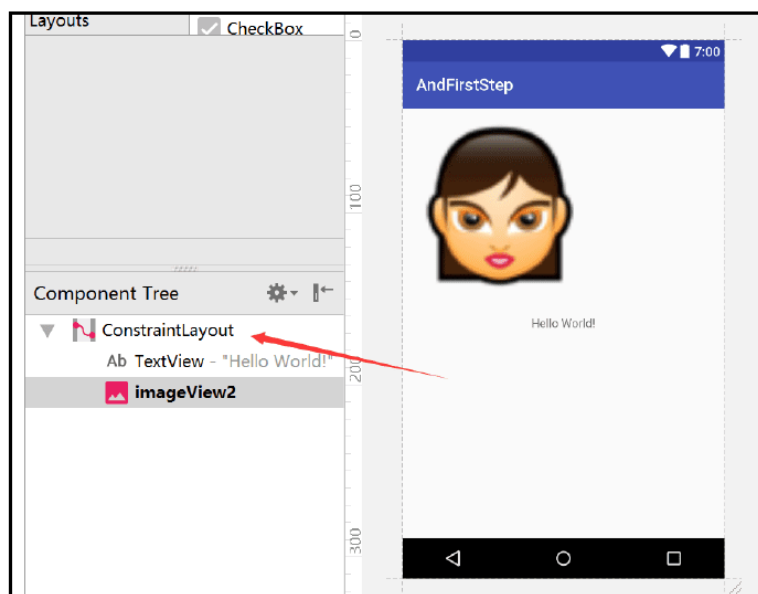 Layouts
CheckBox
0
7:00
AndFirstStep
100
Component Tree
ConstraintLayout
Hello World!
Ab TextView - "Hello World!"
200
imageView2
300